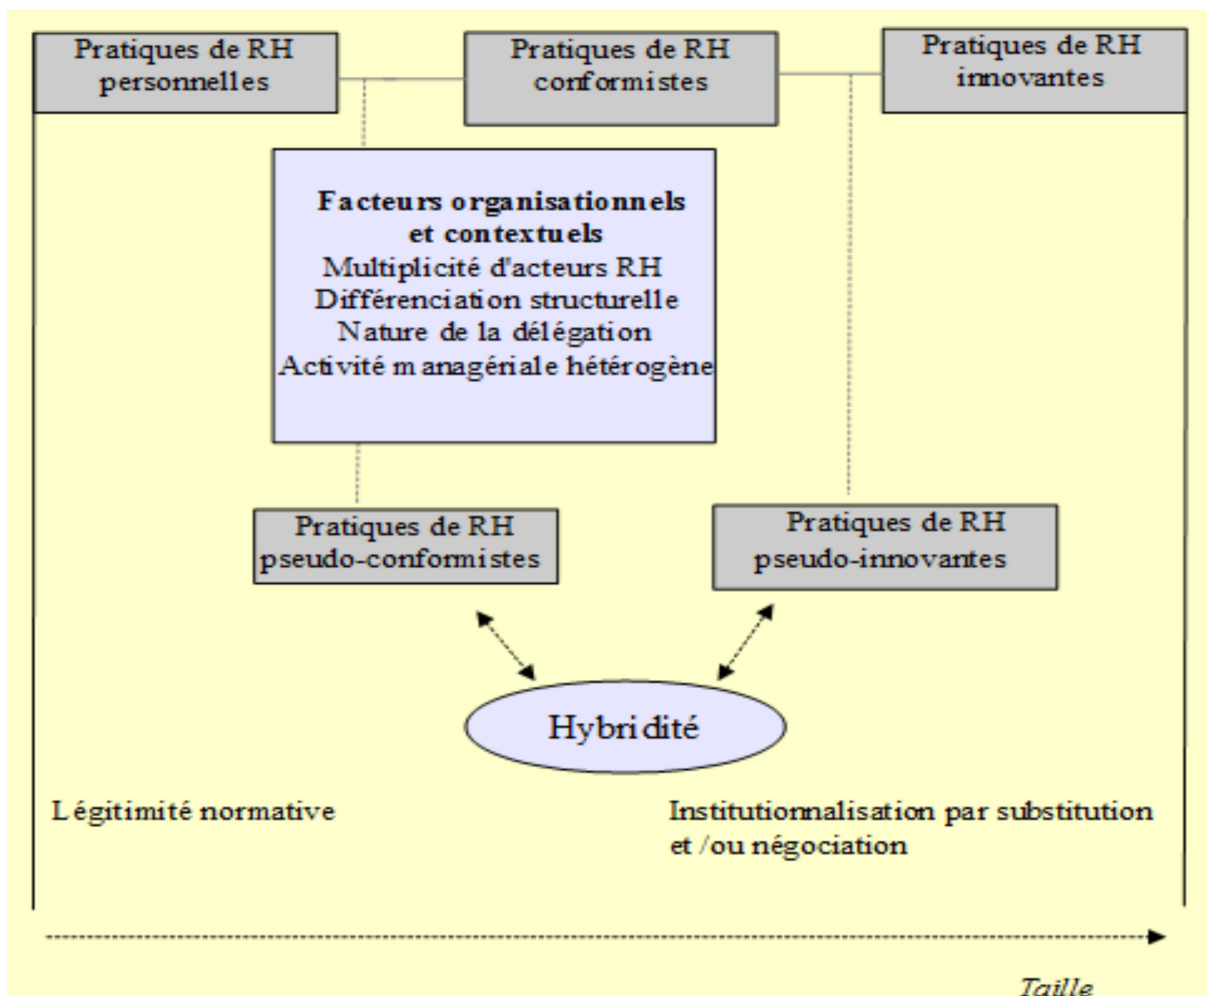 Pratiques de RH
personnelles
Pratiques de RH
conformistes
Pratiques de RH
innovantes
Facteurs organisationnels
et contextuels
Multiplicité d'acteurs RH
Différenciation structurelle
Nature de la délégation
Activité managériale hétérogène
Pratiques de RH
pseudo-conformistes
Pratiques de RH
pseudo-innovantes
Hybridité
Légitimité normative
Institutionnalisation par substitution
et /ou négociation
Taille